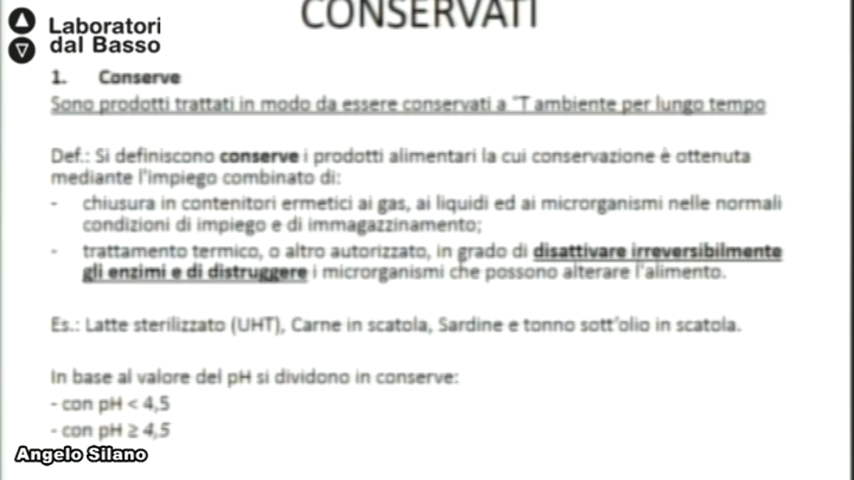 CONSERVATI
Laboratori
dal Basso
1. Conserve
Sono prodotti trattati in modo da essere conservati a °T ambiente per lungo tempo
Def.: Si definiscono conserve i prodotti alimentari la cui conservazione è ottenuta
mediante l'impiego combinato di:
- chiusura in contenitori ermetici ai gas, ai liquidi ed ai microrganismi nelle normali
condizioni di impiego e di immagazzinamento;
- trattamento termico, o altro autorizzato, in grado di disattivare irreversibilmente
gli enzimi e di distruggere i microrganismi che possono alterare l'alimento.
Es.: Latte sterilizzato (UHT), Carne in scatola, Sardine e tonno sott'olio in scatola.
In base al valore del pH si dividono in conserve:
- con pH < 4,5
- con pH ≥ 4,5
Angelo Silano